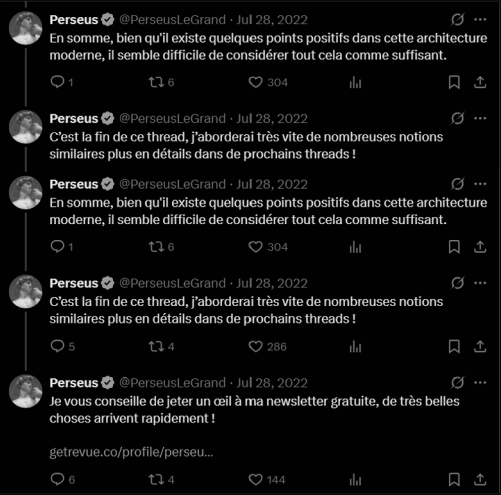 Perseus @PerseusLeGrand · Jul 28, 2022
En somme, bien qu'il existe quelques points positifs dans cette architecture
moderne, il semble difficile de considérer tout cela comme suffisant.
1 6 304
Perseus @PerseusLeGrand · Jul 28, 2022
C’est la fin de ce thread, j’aborderai très vite de nombreuses notions
similaires plus en détails dans de prochains threads !
Perseus @PerseusLeGrand · Jul 28, 2022
En somme, bien qu'il existe quelques points positifs dans cette architecture
moderne, il semble difficile de considérer tout cela comme suffisant.
1 6 304
Perseus @PerseusLeGrand · Jul 28, 2022
C’est la fin de ce thread, j’aborderai très vite de nombreuses notions
similaires plus en détails dans de prochains threads !
5 4 286
Perseus @PerseusLeGrand · Jul 28, 2022
Je vous conseille de jeter un œil à ma newsletter gratuite, de très belles
choses arrivent rapidement !
getrevue.co/profile/perseu...
6 4 144